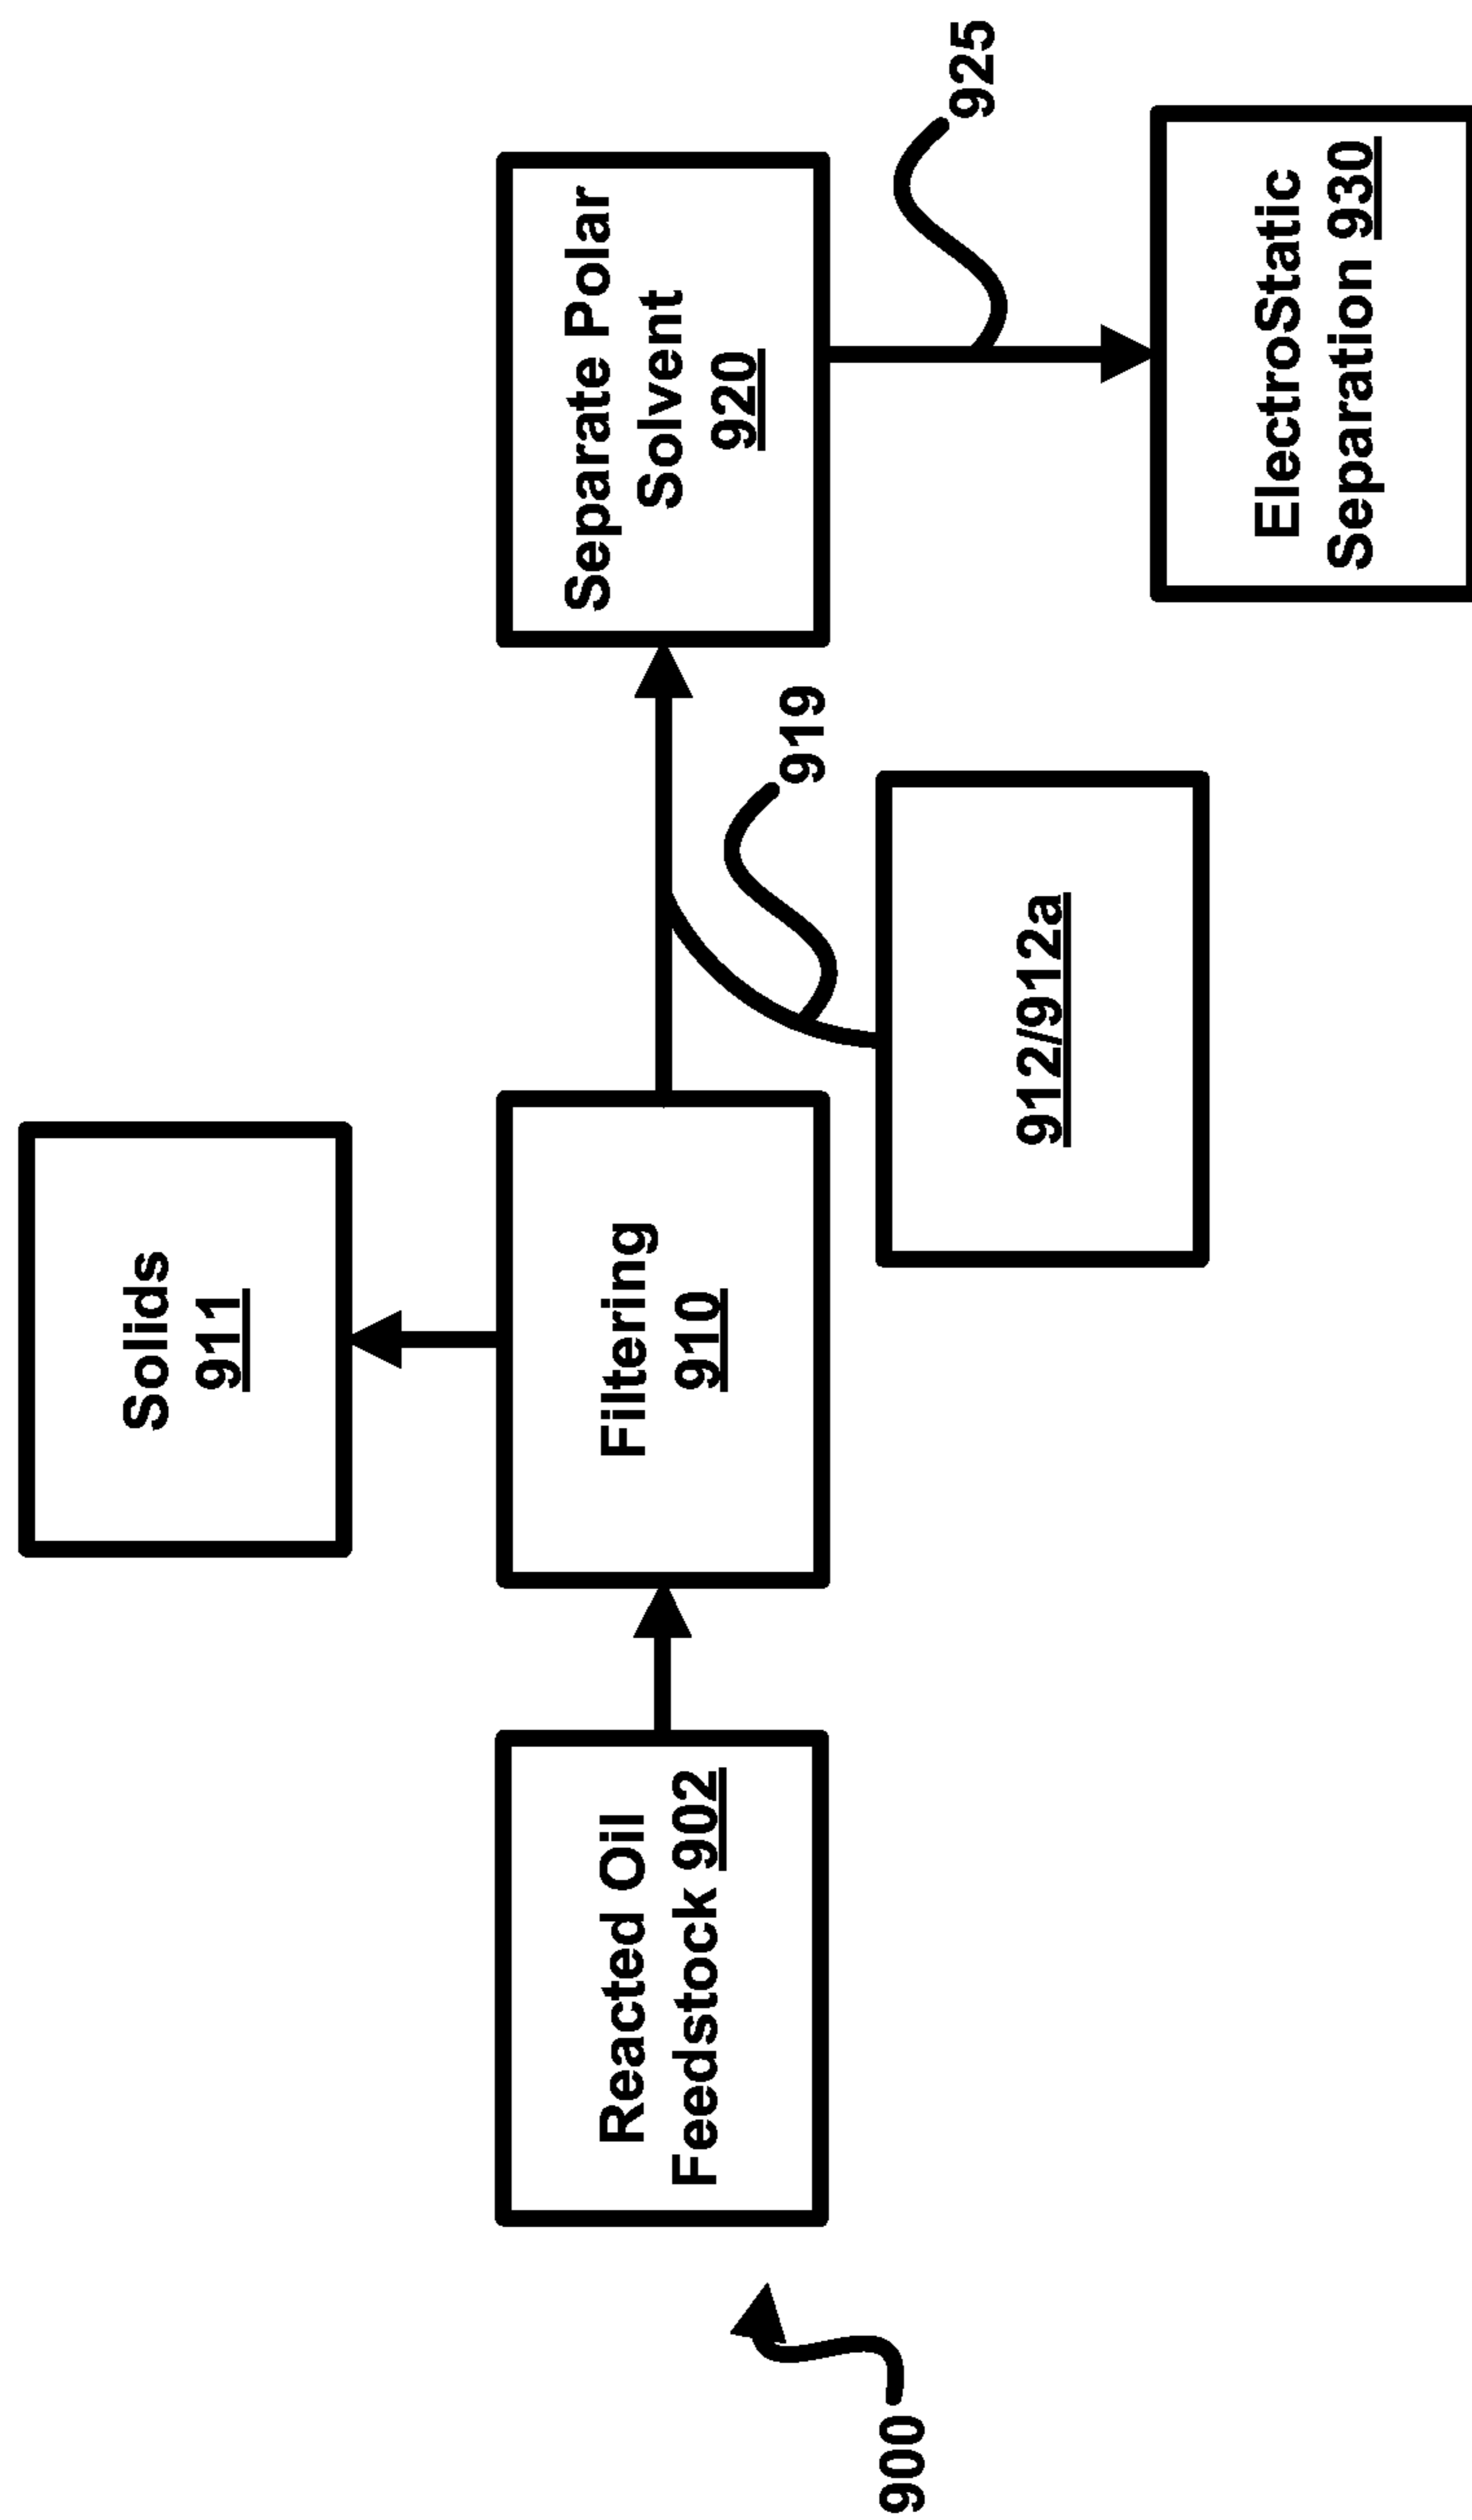 Solids
911
Reacted Oil
Feedstock 902
Filtering
910
Separate Polar
Solvent
920
919
900
912/912a
925
ElectroStatic
Separation 930